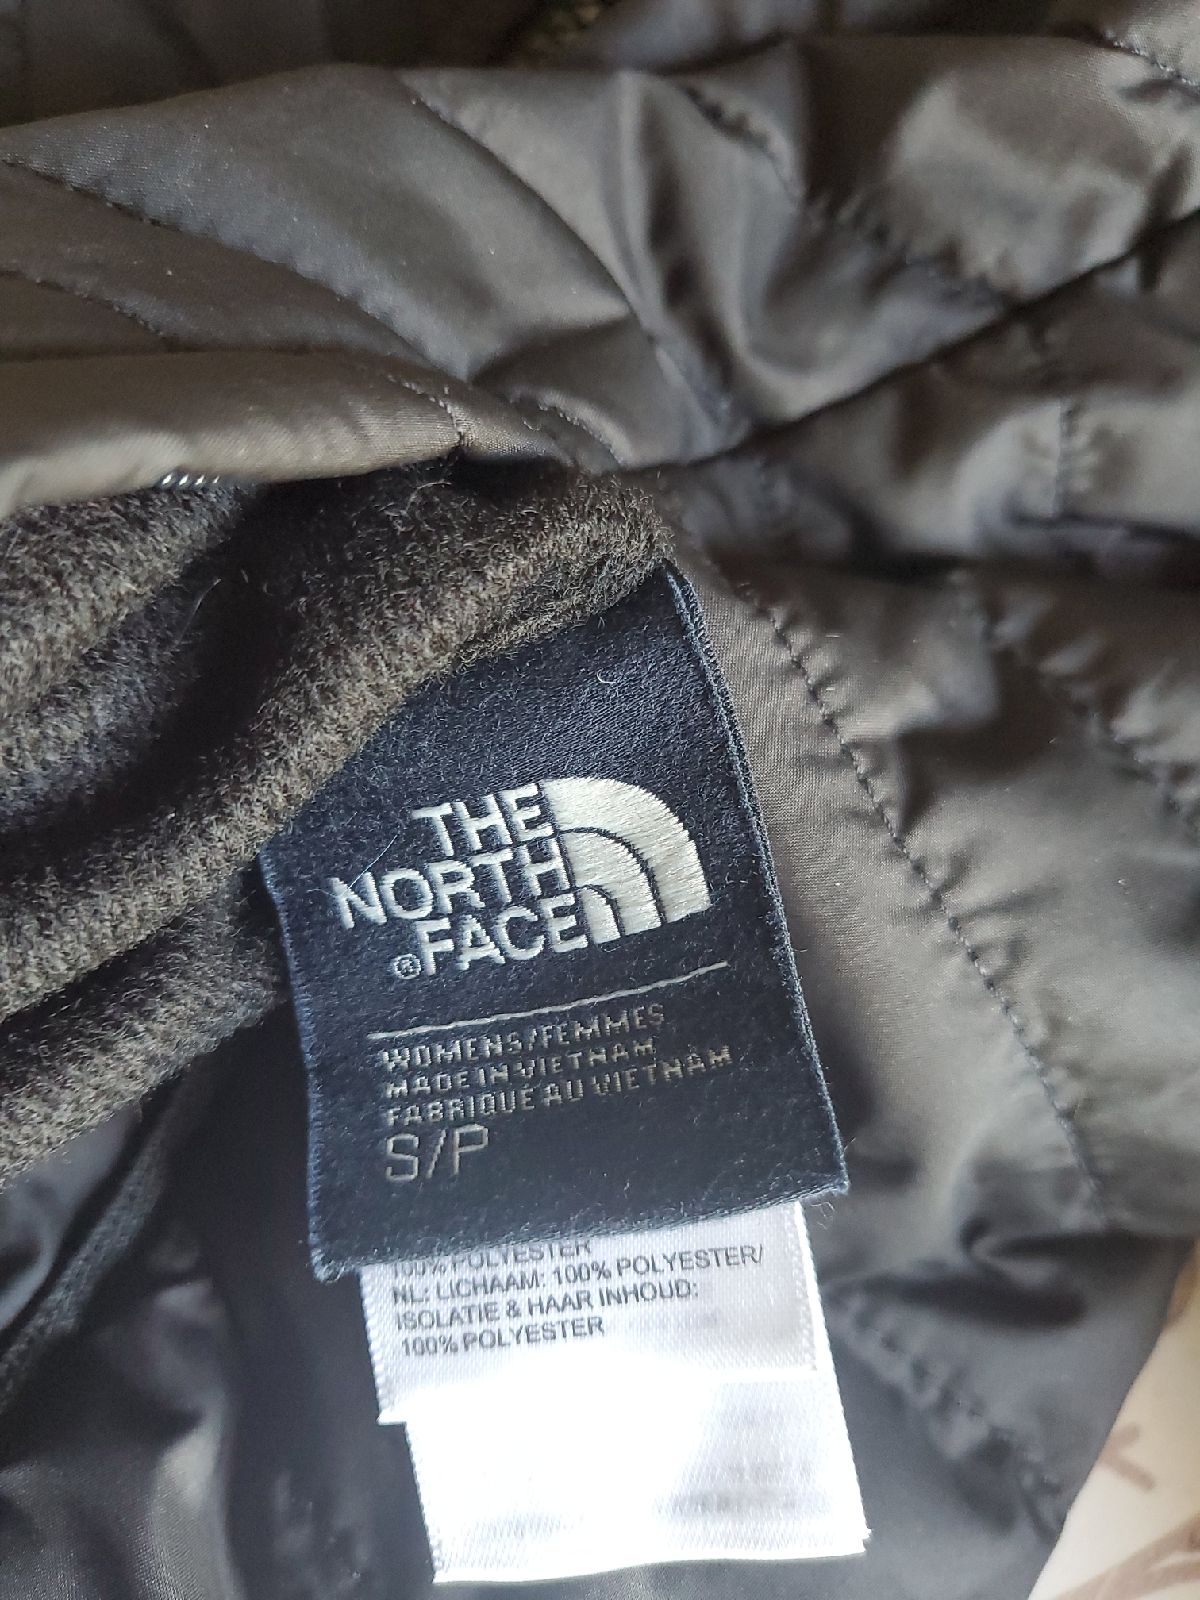 THE
NORTH
®FACE
WOMENS/FEMMES
MADE IN VIETNAM
FABRIQUÉ AU VIETNAM
S/P
100% POLYESTER
NL: LICHAAM: 100% POLYESTER/
ISOLATIE & HAAR INHOUD:
100% POLYESTER